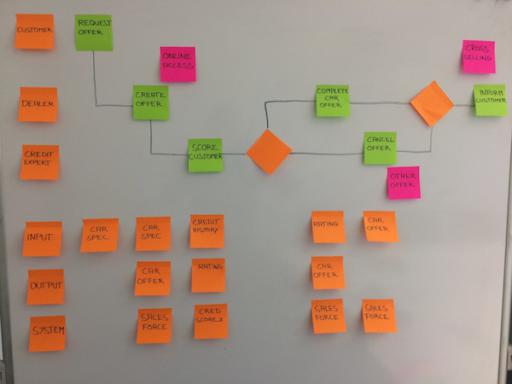 CUSTOMER
REQUEST
OFFER
ONLINE
ACCESS
CROSS
SELLING
DEALER
CREATE
OFFER
COMPLETE
CAR
OFFER
INFORM
CUSTOMER
CREDIT
EXPERT
SCORE
CUSTOMER
CANCEL
OFFER
OTHER
OFFER
INPUT
CAR
SPEC
CAR
SPEC
CREDIT
HISTORY
RATING
CAR
OFFER
OUTPUT
CAR
OFFER
RATING
CAR
OFFER
SYSTEM
SALES
FORCE
CRED
SCORE
SALES
FORCE
SALES
FORCE